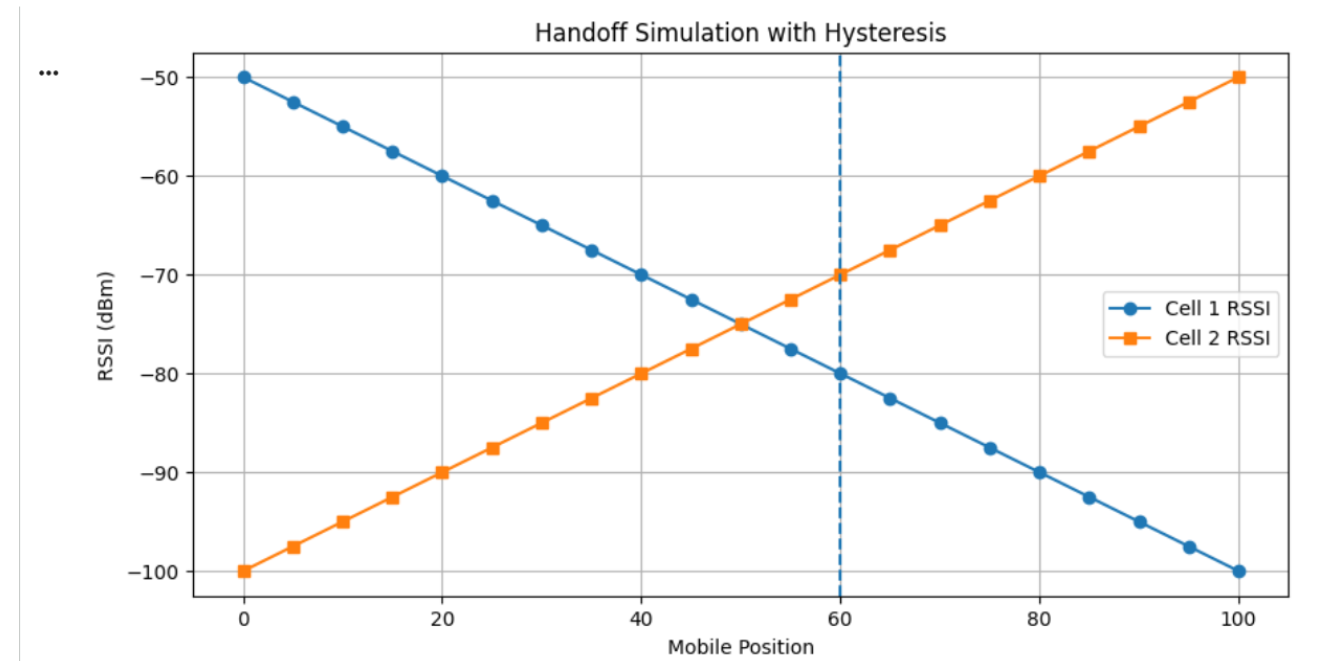 Handoff Simulation with Hysteresis
...
−50
−60
−70
−80
−90
−100
RSSI (dBm)
Cell 1 RSSI
Cell 2 RSSI
0 20 40 60 80 100
Mobile Position